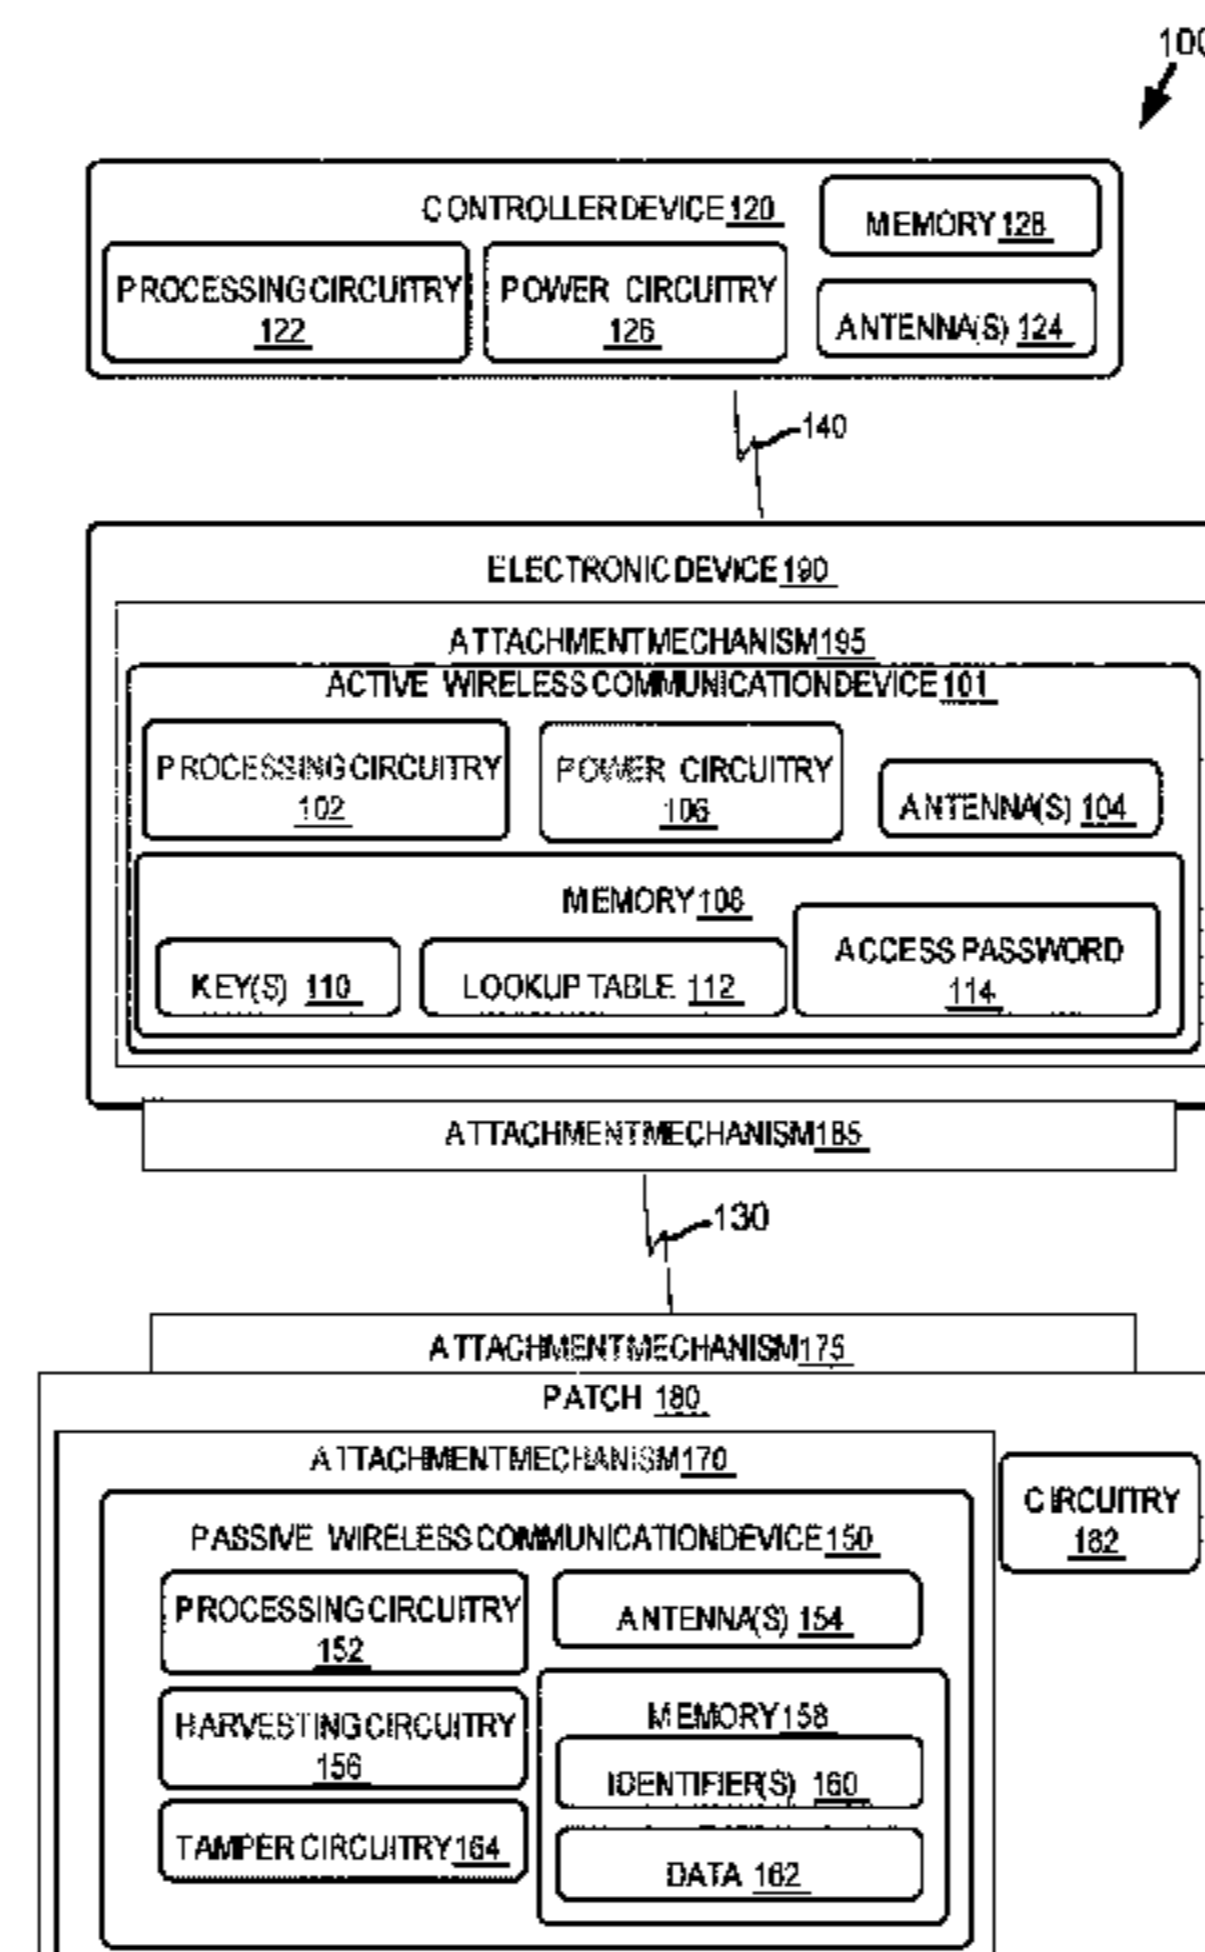 100
CONTROLLER DEVICE 120
MEMORY 128
PROCESSING CIRCUITRY
122
POWER CIRCUITRY
126
ANTENNA(S) 124
140
ELECTRONIC DEVICE 190
ATTACHMENT MECHANISM 195
ACTIVE WIRELESS COMMUNICATION DEVICE 101
PROCESSING CIRCUITRY
102
POWER CIRCUITRY
106
ANTENNA(S) 104
MEMORY 108
KEY(S) 110
LOOKUP TABLE 112
ACCESS PASSWORD
114
ATTACHMENT MECHANISM 185
130
ATTACHMENT MECHANISM 175
PATCH 180
ATTACHMENT MECHANISM 170
CIRCUITRY
182
PASSIVE WIRELESS COMMUNICATION DEVICE 150
PROCESSING CIRCUITRY
152
ANTENNA(S) 154
HARVESTING CIRCUITRY
156
MEMORY 158
IDENTIFIER(S) 160
TAMPER CIRCUITRY 164
DATA 162